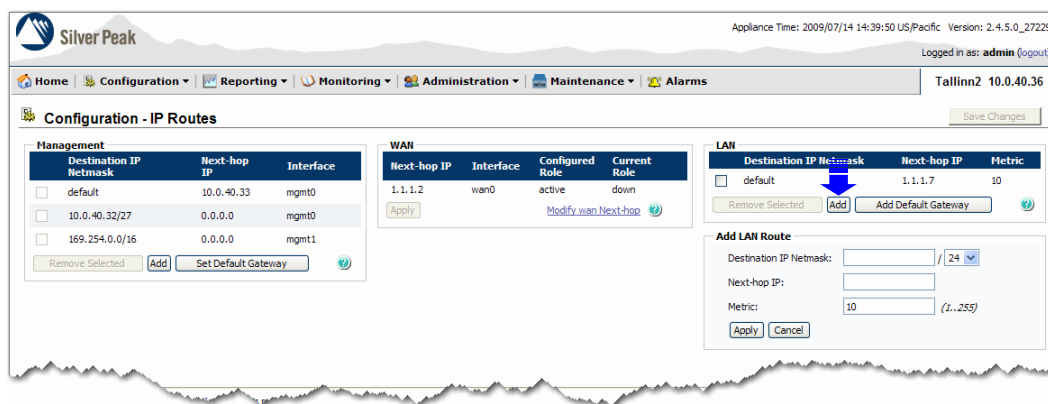 Silver Peak
Appliance Time: 2009/07/14 14:39:50 US/Pacific Version: 2.4.5.0_27229
Logged in as: admin (logout)
Home | Configuration | Reporting | Monitoring | Administration | Maintenance | Alarms
Tallinn2 10.0.40.36
Configuration - IP Routes
Save Changes
Management
Destination IP Netmask Next-hop IP Interface
default 10.0.40.33 mgmt0
10.0.40.32/27 0.0.0.0 mgmt0
169.254.0.0/16 0.0.0.0 mgmt1
Remove Selected Add Set Default Gateway
WAN
Next-hop IP Interface Configured Role Current Role
1.1.1.2 wan0 active down
Apply Modify wan Next-hop
LAN
Destination IP Netmask Next-hop IP Metric
default 1.1.1.7 10
Remove Selected Add Add Default Gateway
Add LAN Route
Destination IP Netmask: / 24
Next-hop IP:
Metric: 10 (1..255)
Apply Cancel